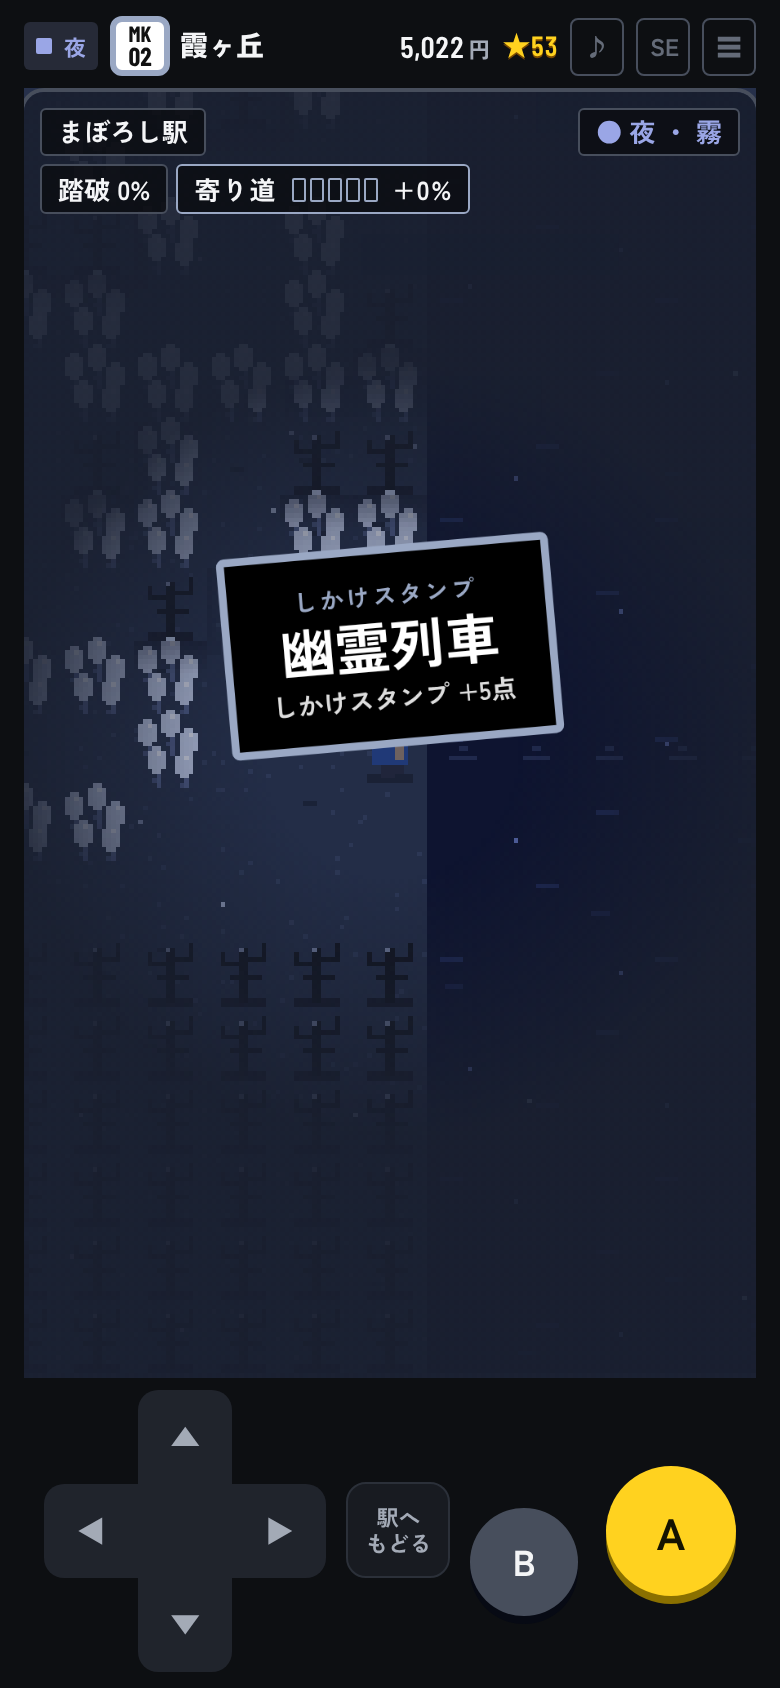 夜 MK 02 霞ヶ丘 5,022円 ★53 ♪ SE
まぼろし駅 夜・霧
踏破 0% 寄り道 +0%
しかけスタンプ
幽霊列車
しかけスタンプ +5点
駅へ
もどる
B
A